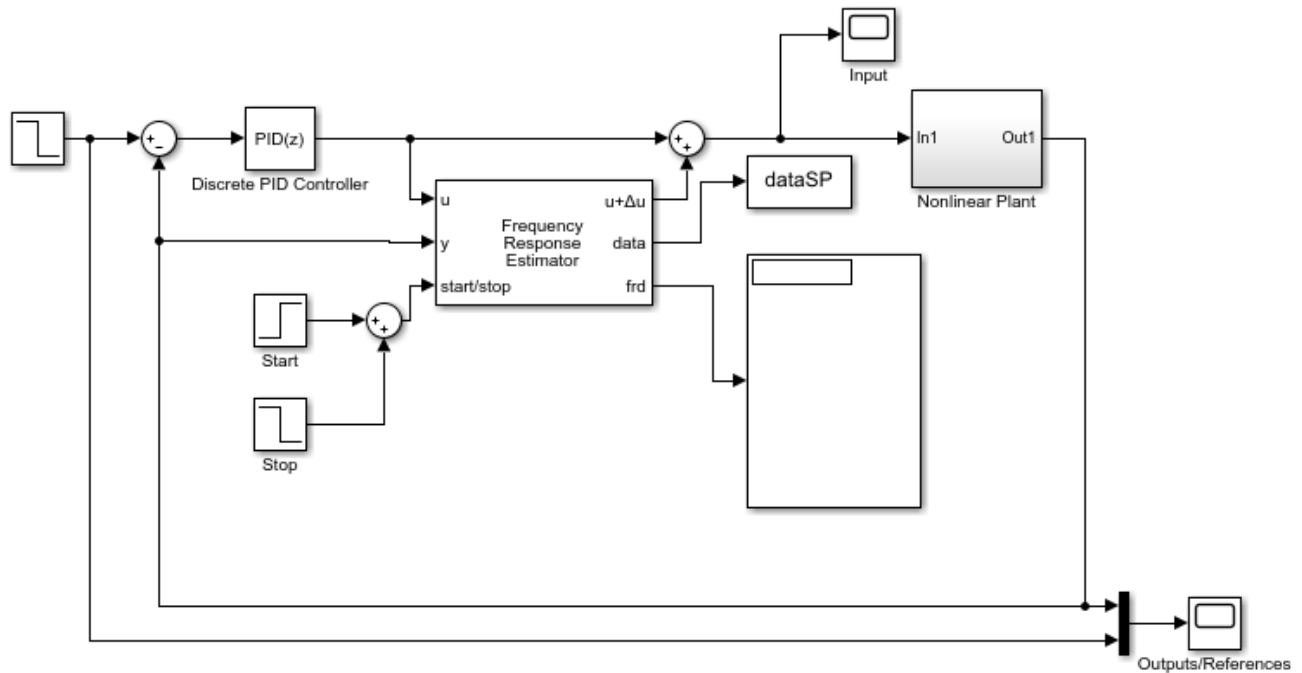 Input
PID(z)
Discrete PID Controller
In1
Out1
Nonlinear Plant
dataSP
u
u+Δu
Frequency
Response
Estimator
y
data
start/stop
frd
Start
Stop
Outputs/References